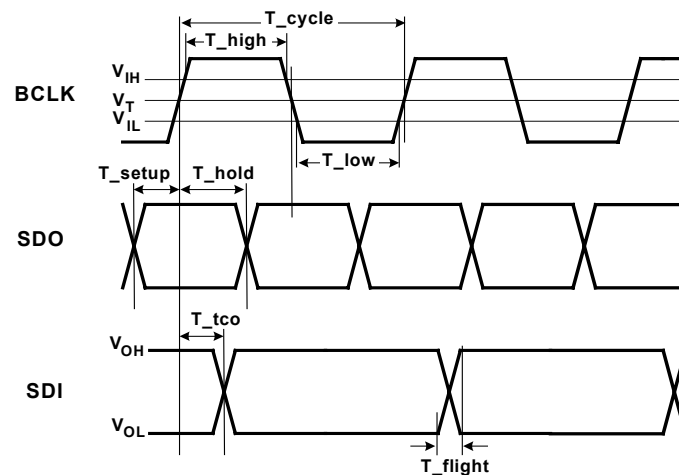 T_cycle
T_high
V_IH
BCLK
V_T
V_IL
T_low
T_setup
T_hold
SDO
T_tco
V_OH
SDI
V_OL
T_flight